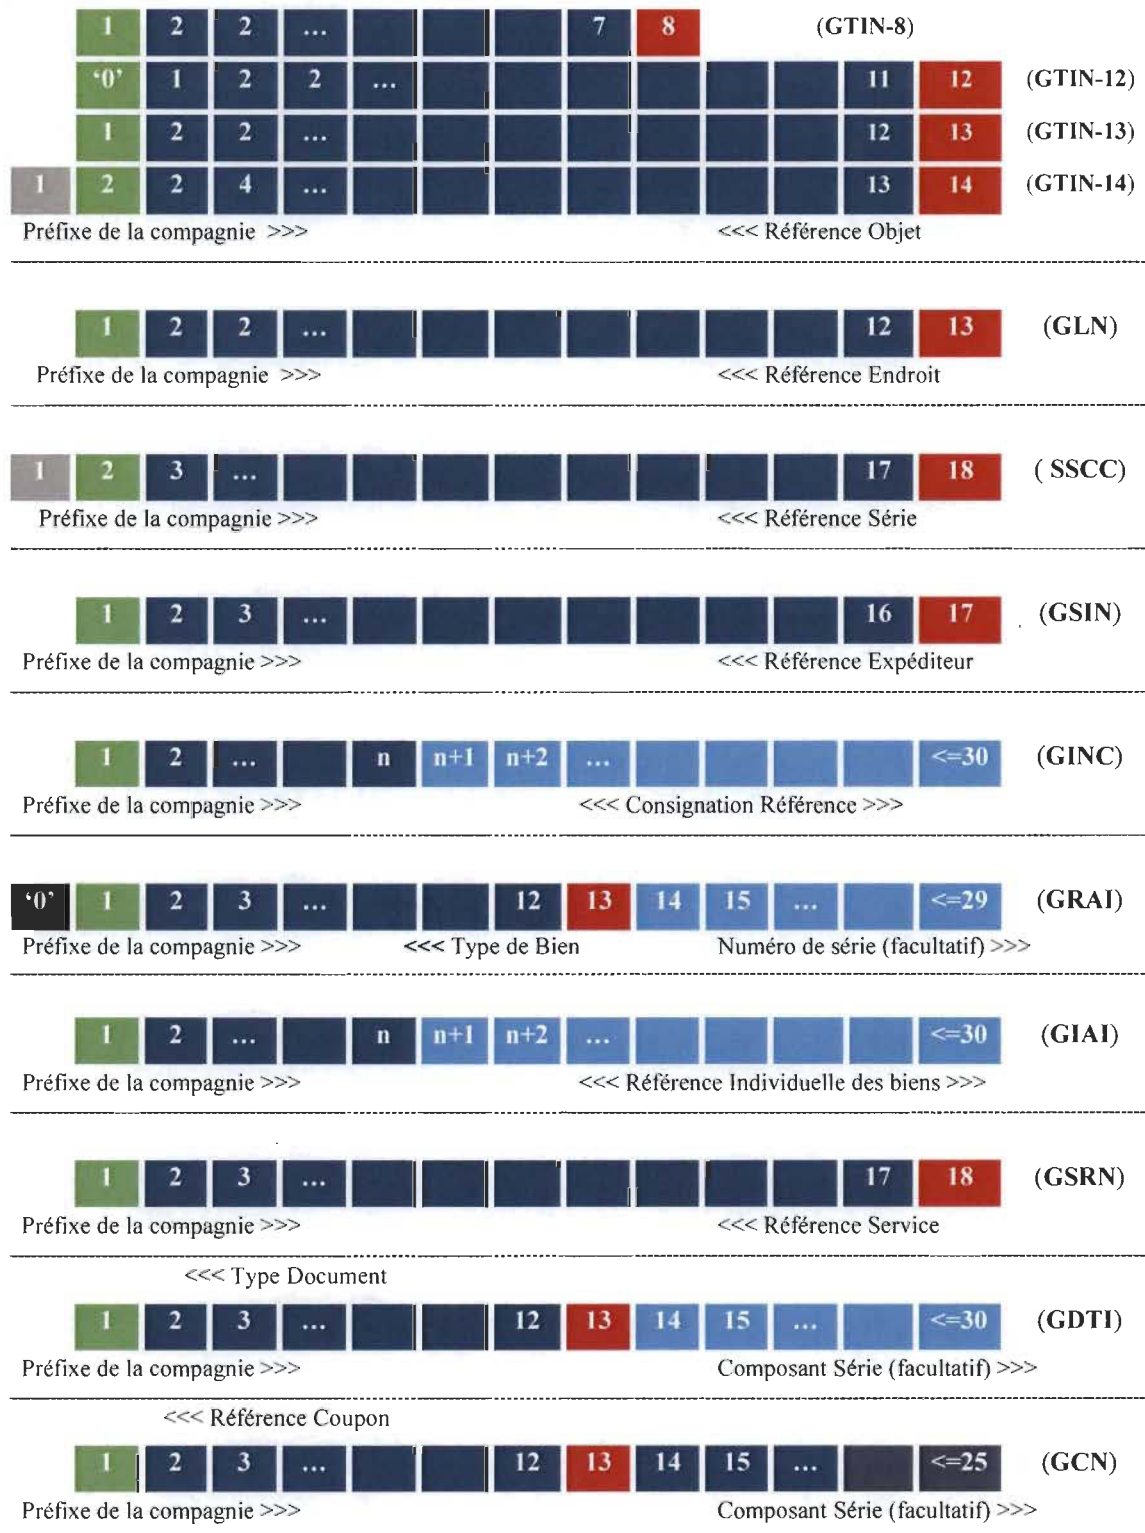 1 2 2 ... 7 8 (GTIN-8)
‘0’ 1 2 2 ... 11 12 (GTIN-12)
1 2 2 ... 12 13 (GTIN-13)
1 2 2 4 ... 13 14 (GTIN-14)
Préfixe de la compagnie >>> <<< Référence Objet
1 2 2 ... 12 13 (GLN)
Préfixe de la compagnie >>> <<< Référence Endroit
1 2 3 ... 17 18 ( SSCC)
Préfixe de la compagnie >>> <<< Référence Série
1 2 3 ... 16 17 (GSIN)
Préfixe de la compagnie >>> <<< Référence Expéditeur
1 2 ... n n+1 n+2 ... <=30 (GINC)
Préfixe de la compagnie >>> <<< Consignation Référence >>>
‘0’ 1 2 3 ... 12 13 14 15 ... <=29 (GRAI)
Préfixe de la compagnie >>> <<< Type de Bien Numéro de série (facultatif) >>>
1 2 ... n n+1 n+2 ... <=30 (GIAI)
Préfixe de la compagnie >>> <<< Référence Individuelle des biens >>>
1 2 3 ... 17 18 (GSRN)
Préfixe de la compagnie >>> <<< Référence Service
<<< Type Document
1 2 3 ... 12 13 14 15 ... <=30 (GDTI)
Préfixe de la compagnie >>> Composant Série (facultatif) >>>
<<< Référence Coupon
1 2 3 ... 12 13 14 15 ... <=25 (GCN)
Préfixe de la compagnie >>> Composant Série (facultatif) >>>